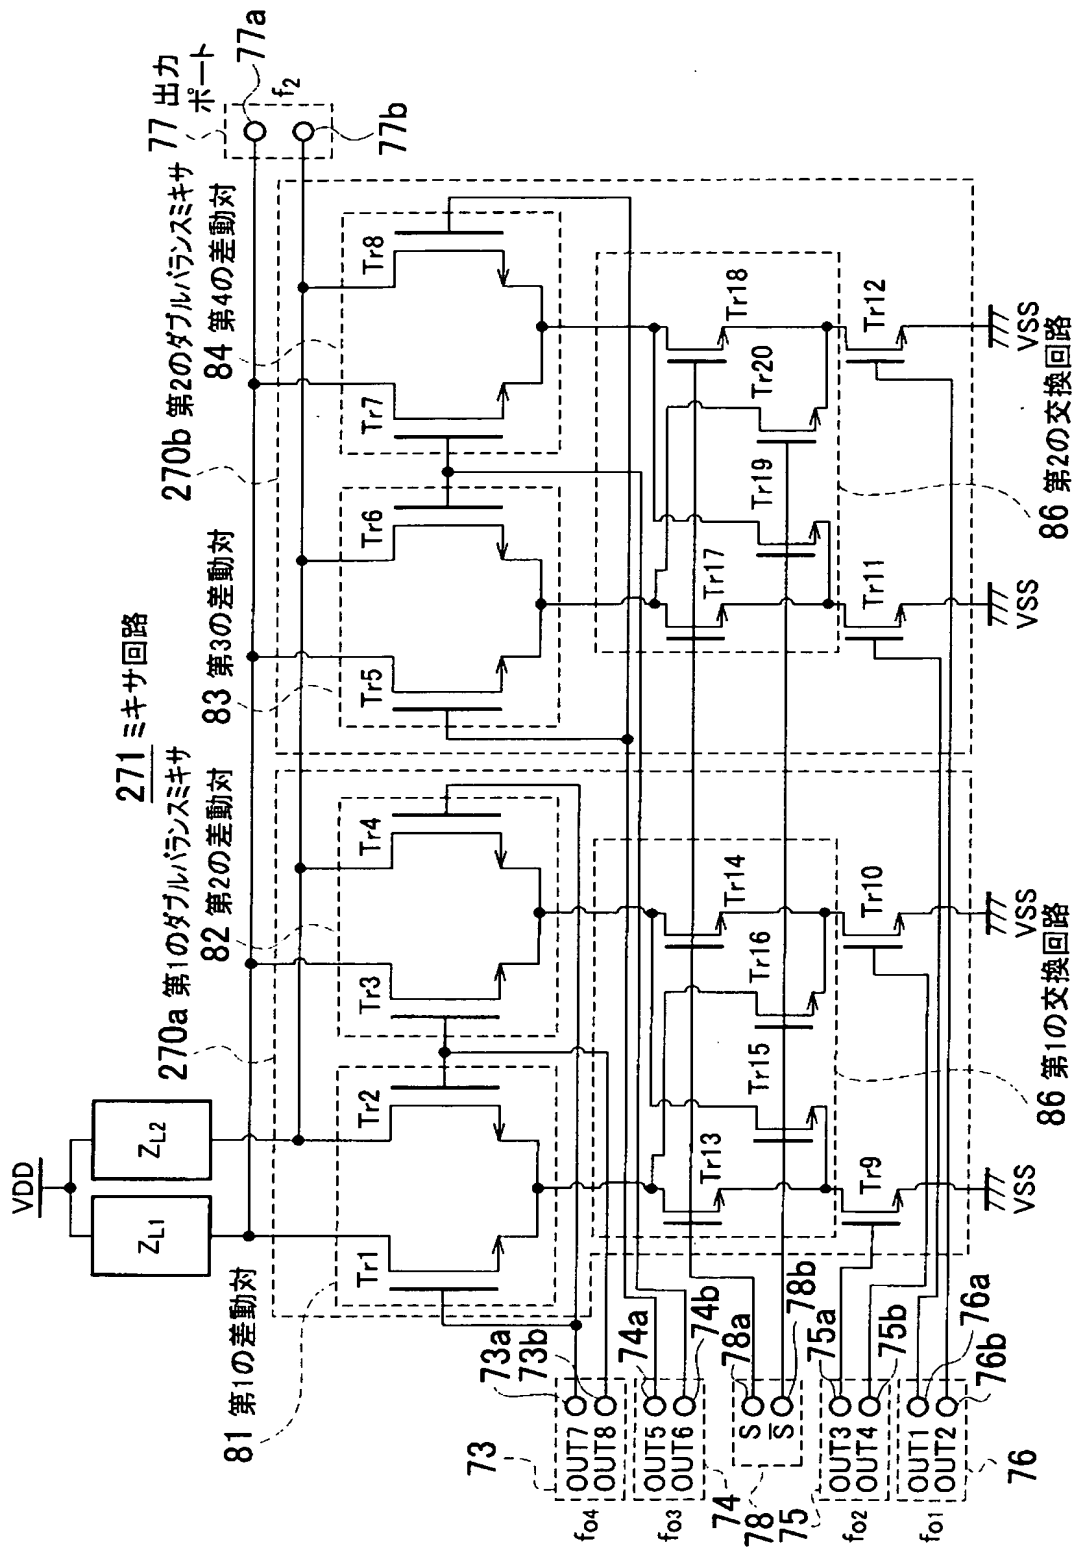 271 ミキサ回路
VDD
ZL1
ZL2
77 出力
ポート
77a
f2
77b
270a 第1のダブルバランスミキサ
270b 第2のダブルバランスミキサ
81 第1の差動対
82 第2の差動対
83 第3の差動対
84 第4の差動対
Tr1
Tr2
Tr3
Tr4
Tr5
Tr6
Tr7
Tr8
Tr13
Tr15
Tr16
Tr14
Tr17
Tr19
Tr20
Tr18
Tr9
Tr10
Tr11
Tr12
VSS
VSS
VSS
VSS
86 第1の交換回路
86 第2の交換回路
73
73a
73b
OUT7
OUT8
fo4
74
74a
74b
OUT5
OUT6
fo3
78
78a
78b
S
S̅
75
75a
75b
OUT3
OUT4
fo2
76
76a
76b
OUT1
OUT2
fo1